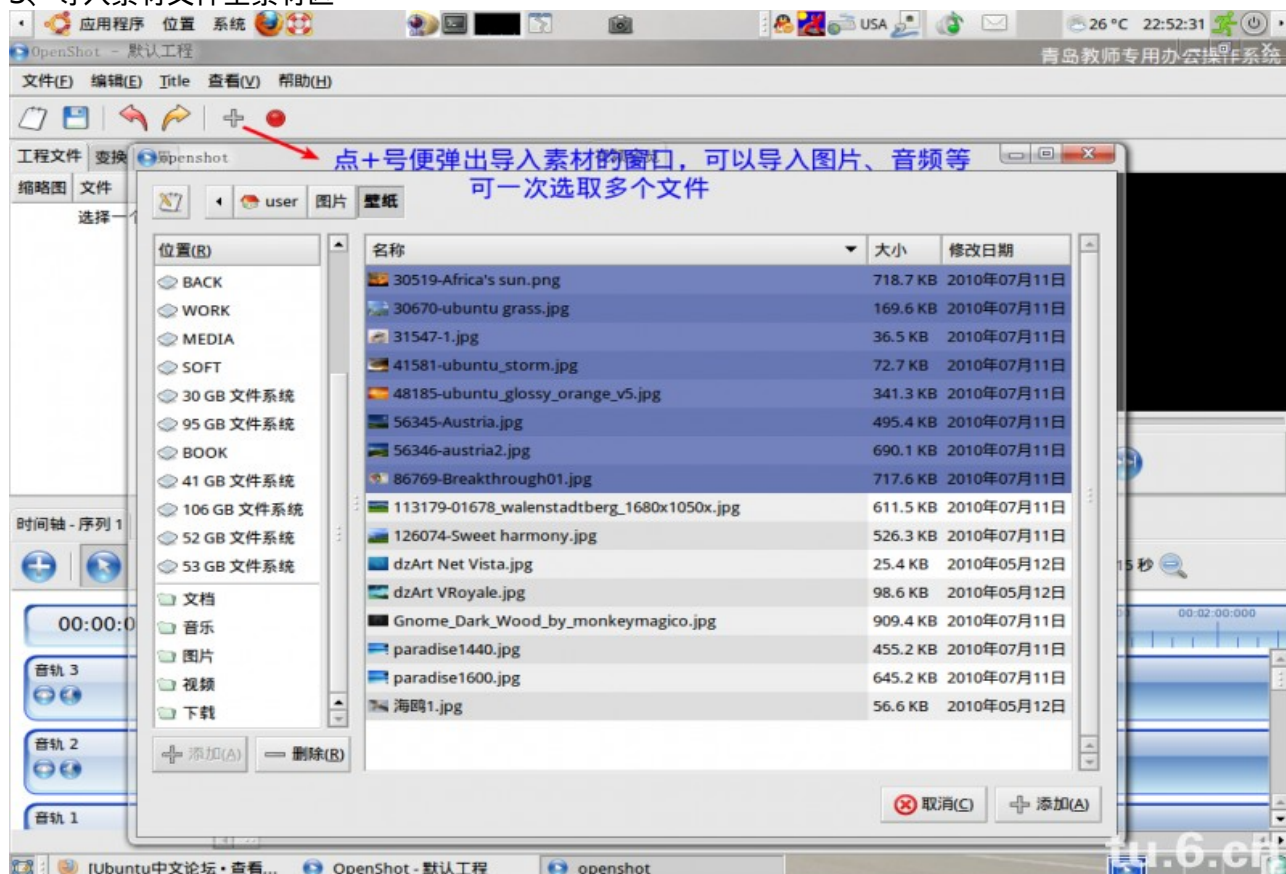 3、导入素材文件至素材区
应用程序 位置 系统 USA 26 °C 22:52:31
OpenShot - 默认工程
青岛教师专用办公操作系统
文件(F) 编辑(E) Title 查看(V) 帮助(H)
工程文件 变换
openshot
点+号便弹出导入素材的窗口，可以导入图片、音频等
可一次选取多个文件
缩略图 文件
选择一个
user 图片 壁纸
位置(R)
BACK
WORK
MEDIA
SOFT
30 GB 文件系统
95 GB 文件系统
BOOK
41 GB 文件系统
106 GB 文件系统
52 GB 文件系统
53 GB 文件系统
文档
音乐
图片
视频
下载
添加(A) 删除(R)
名称 大小 修改日期
30519-Africa's sun.png 718.7 KB 2010年07月11日
30670-ubuntu grass.jpg 169.6 KB 2010年07月11日
31547-1.jpg 36.5 KB 2010年07月11日
41581-ubuntu_storm.jpg 72.7 KB 2010年07月11日
48185-ubuntu_glossy_orange_v5.jpg 341.3 KB 2010年07月11日
56345-Austria.jpg 495.4 KB 2010年07月11日
56346-austria2.jpg 690.1 KB 2010年07月11日
86769-Breakthrough01.jpg 717.6 KB 2010年07月11日
113179-01678_walenstadtberg_1680x1050x.jpg 611.5 KB 2010年07月11日
126074-Sweet harmony.jpg 526.3 KB 2010年07月11日
dzArt Net Vista.jpg 25.4 KB 2010年05月12日
dzArt VRoyale.jpg 98.6 KB 2010年05月12日
Gnome_Dark_Wood_by_monkeymagico.jpg 909.4 KB 2010年07月11日
paradise1440.jpg 455.2 KB 2010年07月11日
paradise1600.jpg 645.2 KB 2010年07月11日
海鸥1.jpg 56.6 KB 2010年05月12日
取消(C) 添加(A)
时间轴 - 序列 1
15 秒
00:00:0
00:02:00:000
音轨 3
音轨 2
音轨 1
[Ubuntu中文论坛 • 查看... OpenShot - 默认工程 openshot
tu.6.cn